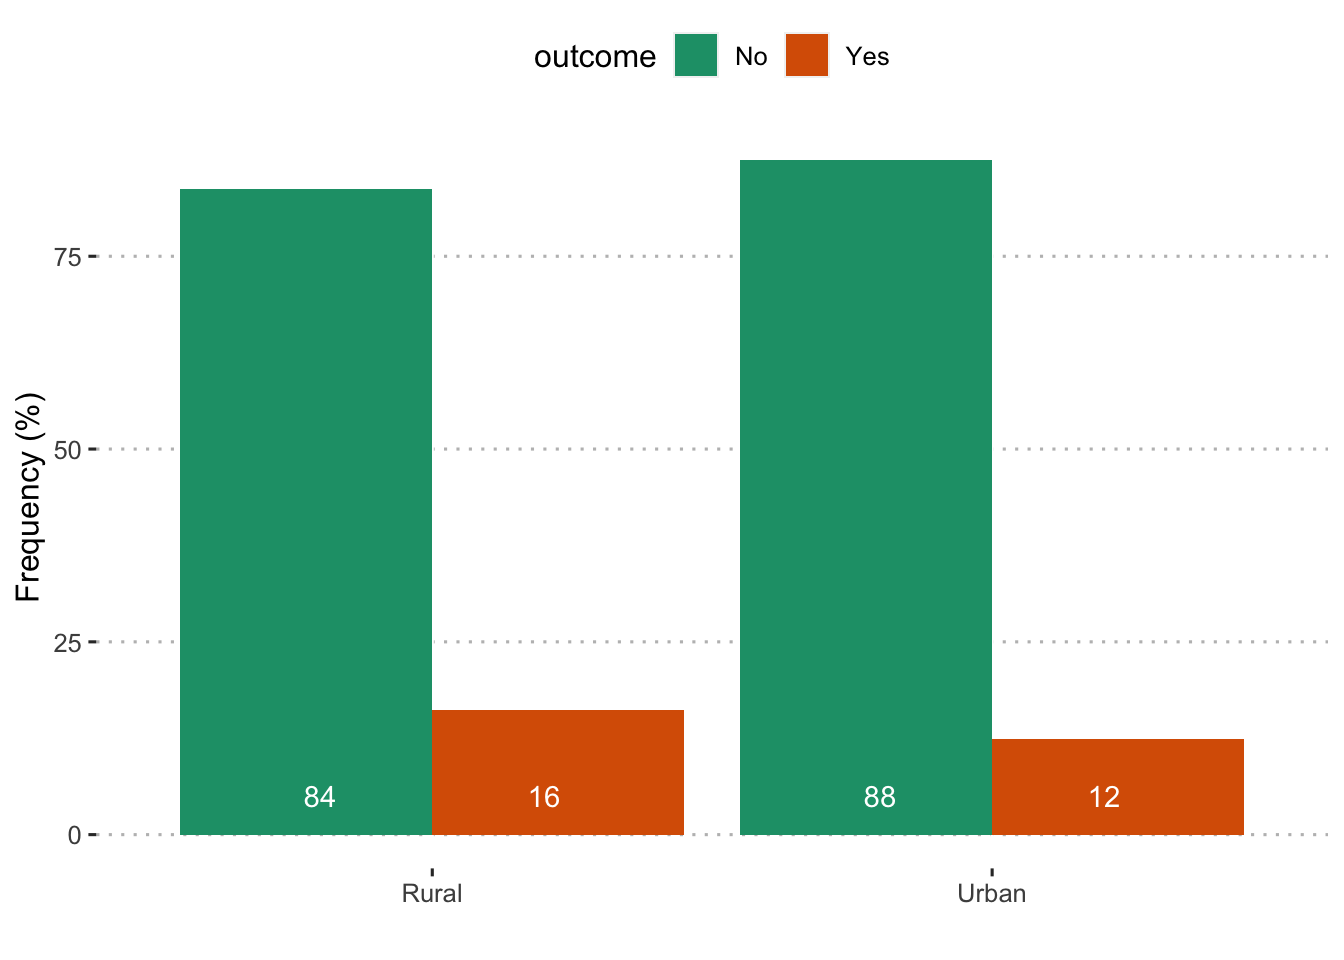 outcome No Yes
Frequency (%)
75
50
25
0
84 16 88 12
Rural Urban